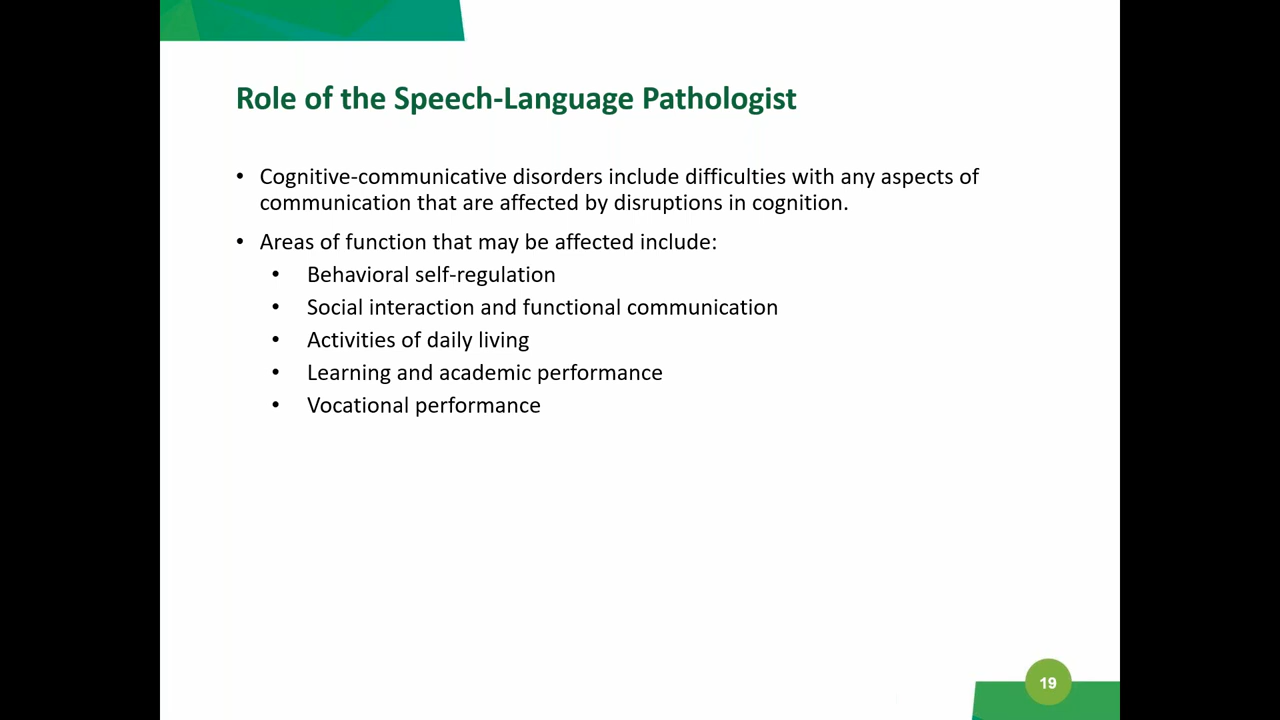 Role of the Speech-Language Pathologist
• Cognitive-communicative disorders include difficulties with any aspects of
communication that are affected by disruptions in cognition.
• Areas of function that may be affected include:
• Behavioral self-regulation
• Social interaction and functional communication
• Activities of daily living
• Learning and academic performance
• Vocational performance
19